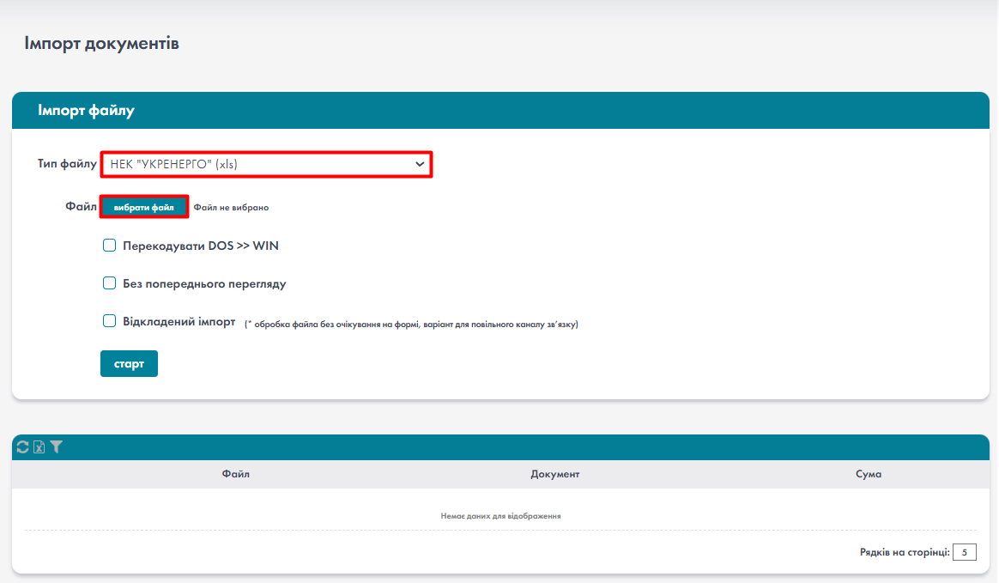 Імпорт документів
Імпорт файлу
Тип файлу НЕК "УКРЕНЕРГО" (xls)
Файл вибрати файл Файл не вибрано
Перекодувати DOS >> WIN
Без попереднього перегляду
Відкладений імпорт (* обробка файла без очікування на формі, варіант для повільного каналу зв'язку)
старт
Файл Документ Сума
Немає даних для відображення
Рядків на сторінці: 5